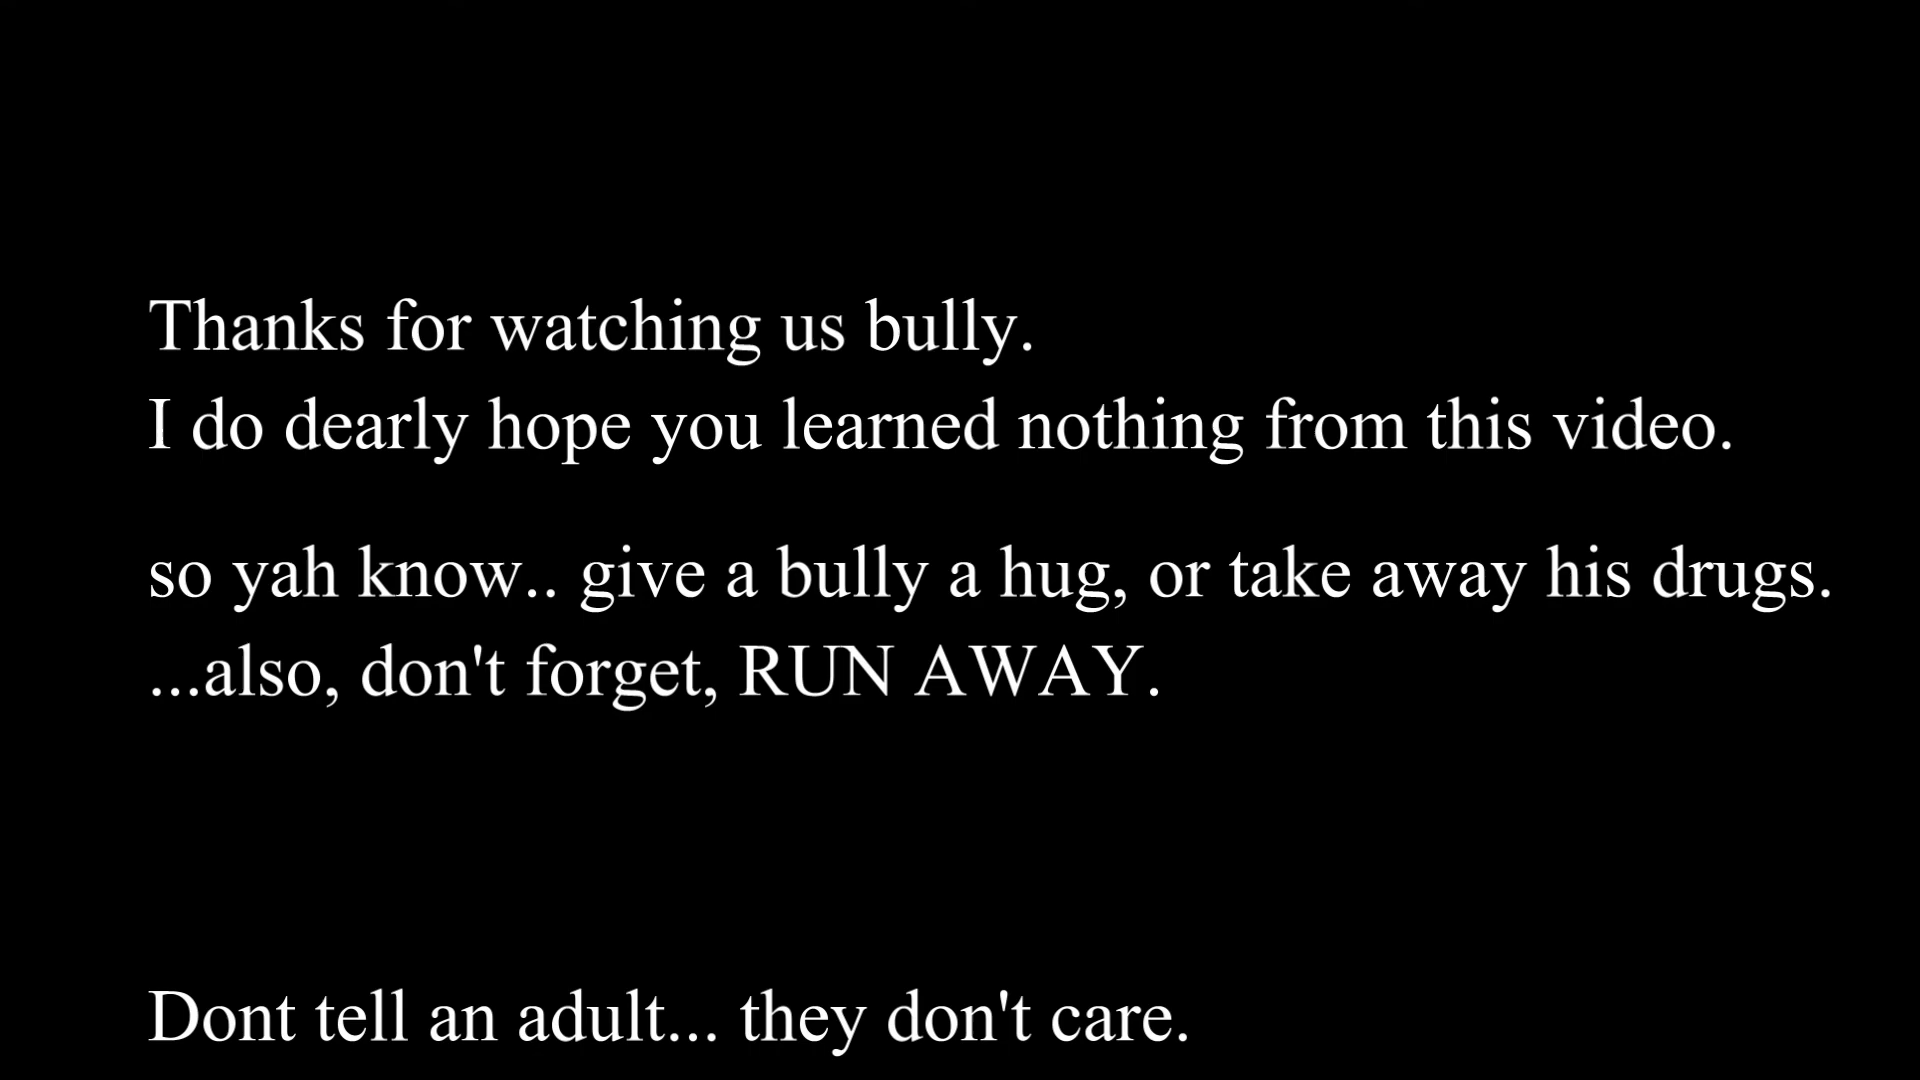 Thanks for watching us bully.
I do dearly hope you learned nothing from this video.
so yah know.. give a bully a hug, or take away his drugs.
...also, don't forget, RUN AWAY.
Dont tell an adult... they don't care.